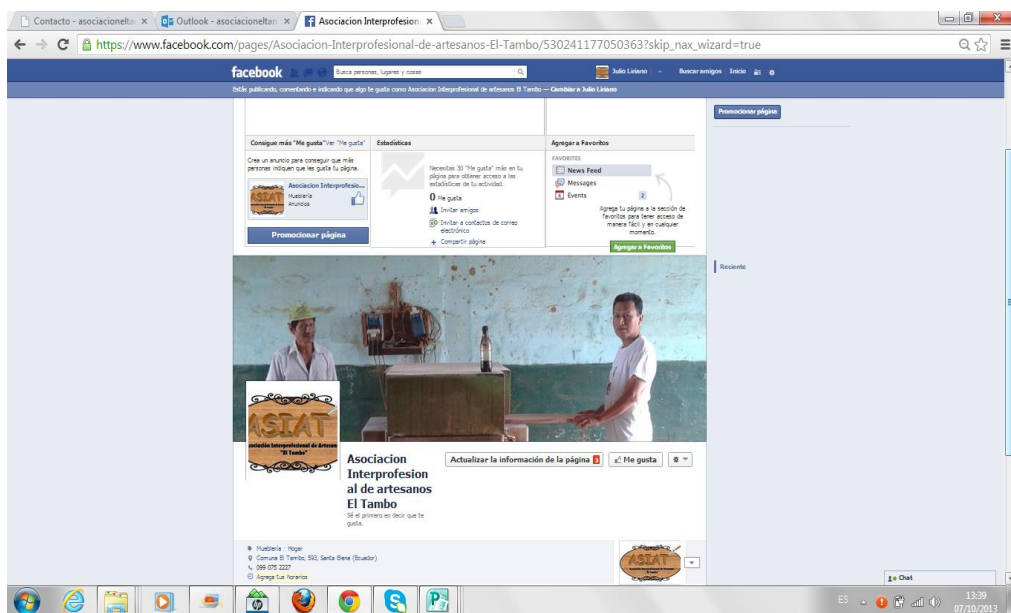 Contacto - asociacionelta
Outlook - asocianeltam
Asociacion Interprofesion
https://www.facebook.com/pages/Asociacion-Interprofesional-de-artesanos-El-Tambo/530241177050363?skip_nax_wizard=true
facebook
Busca personas, lugares y cosas
Julio Liriano
Buscar amigos
Inicio
Estás publicando, comentando e indicando que algo te gusta como Asociacion Interprofesional de artesanos El Tambo — Cambiar a Julio Liriano
Promocionar página
Consigue más "Me gusta"
Ver "Me gusta"
Crea un anuncio para conseguir que más
personas indiquen que les gusta tu página.
Asociacion Interprofesio...
Mueblería
Anuncios
Promocionar página
Estadísticas
Necesitas 30 "Me gusta" más en tu
página para obtener acceso a las
estadísticas de tu actividad.
0 Me gusta
Invitar amigos
Invitar a contactos de correo
electrónico
+ Compartir página
Agregar a Favoritos
FAVORITES
News Feed
Messages
Events
2
Agrega tu página a la sección de
favoritos para tener acceso de
manera fácil y en cualquier
momento.
Agregar a Favoritos
Reciente
ASIAT
Asociación Interprofesional de Artesan
"El Tambo"
Asociacion
Interprofesion
al de artesanos
El Tambo
Sé el primero en decir que te
gusta.
Actualizar la información de la página 3
Me gusta
Mueblería · Hogar
Comuna El Tambo, 593, Santa Elena (Ecuador)
099 075 2227
Agrega tus horarios
ASIAT
Chat
ES
13:39
07/10/2013